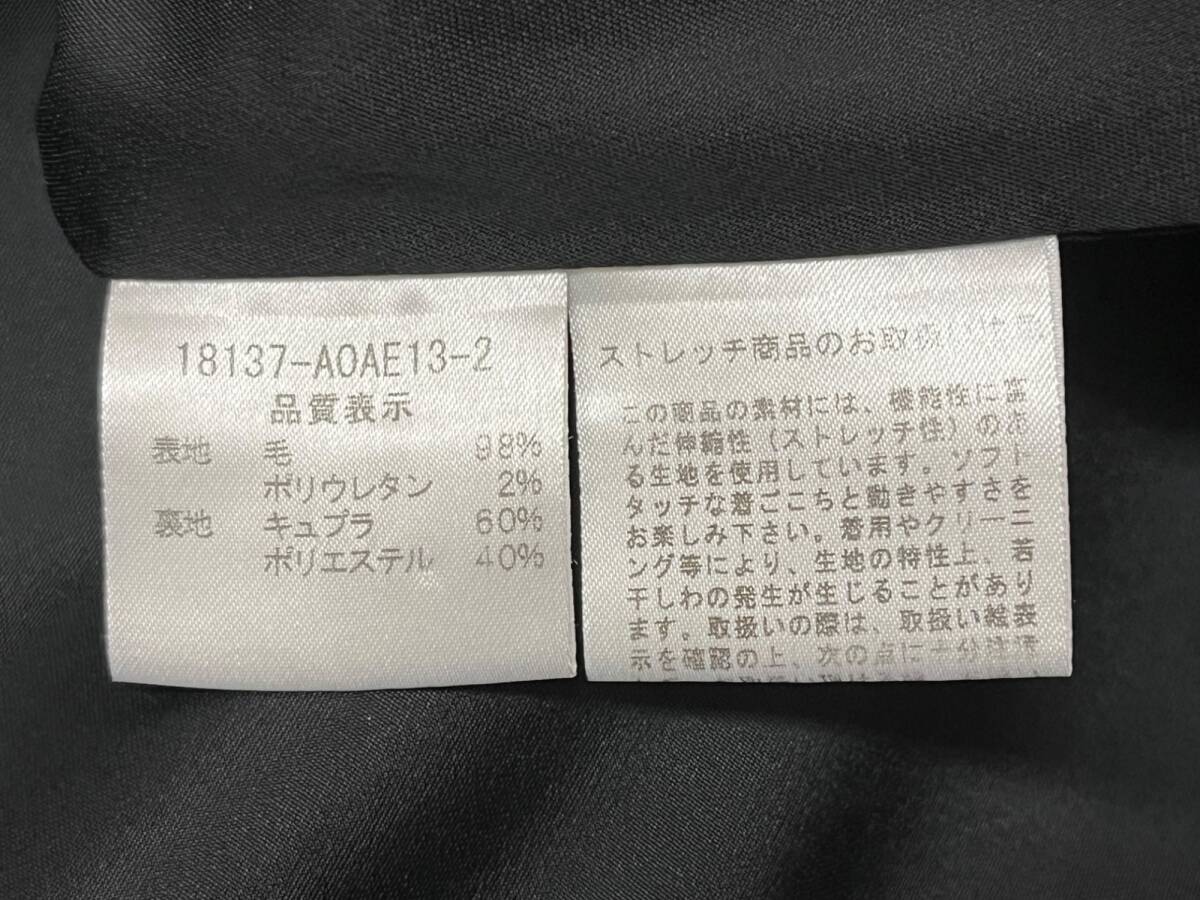 18137-A0AE13-2
品質表示
表地 毛 98%
ポリウレタン 2%
裏地 キュプラ 60%
ポリエステル 40%
ストレッチ商品のお取扱い
この商品の素材には、機能性に富
んだ伸縮性(ストレッチ性)のあ
る生地を使用しています。ソフト
タッチな着ごこちと動きやすさを
お楽しみ下さい。着用やクリーニ
ング等により、生地の特性上、若
干しわの発生が生じることがあり
ます。取扱いの際は、取扱い絵表
示を確認の上、次の点に十分注意